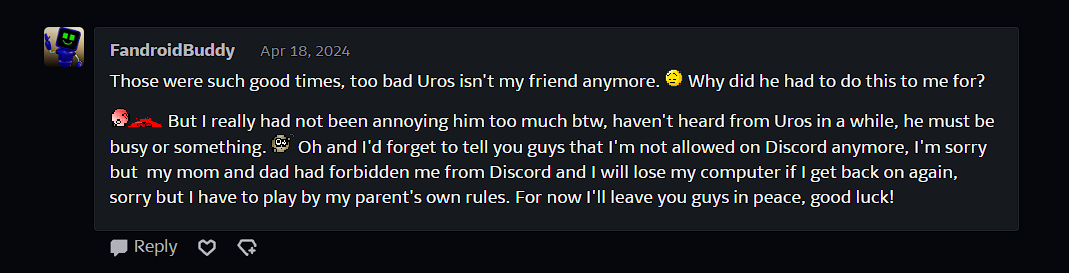 FandroidBuddy Apr 18, 2024
Those were such good times, too bad Uros isn't my friend anymore. Why did he had to do this to me for?
But I really had not been annoying him too much btw, haven't heard from Uros in a while, he must be
busy or something. Oh and I'd forget to tell you guys that I'm not allowed on Discord anymore, I'm sorry
but my mom and dad had forbidden me from Discord and I will lose my computer if I get back on again,
sorry but I have to play by my parent's own rules. For now I'll leave you guys in peace, good luck!
Reply